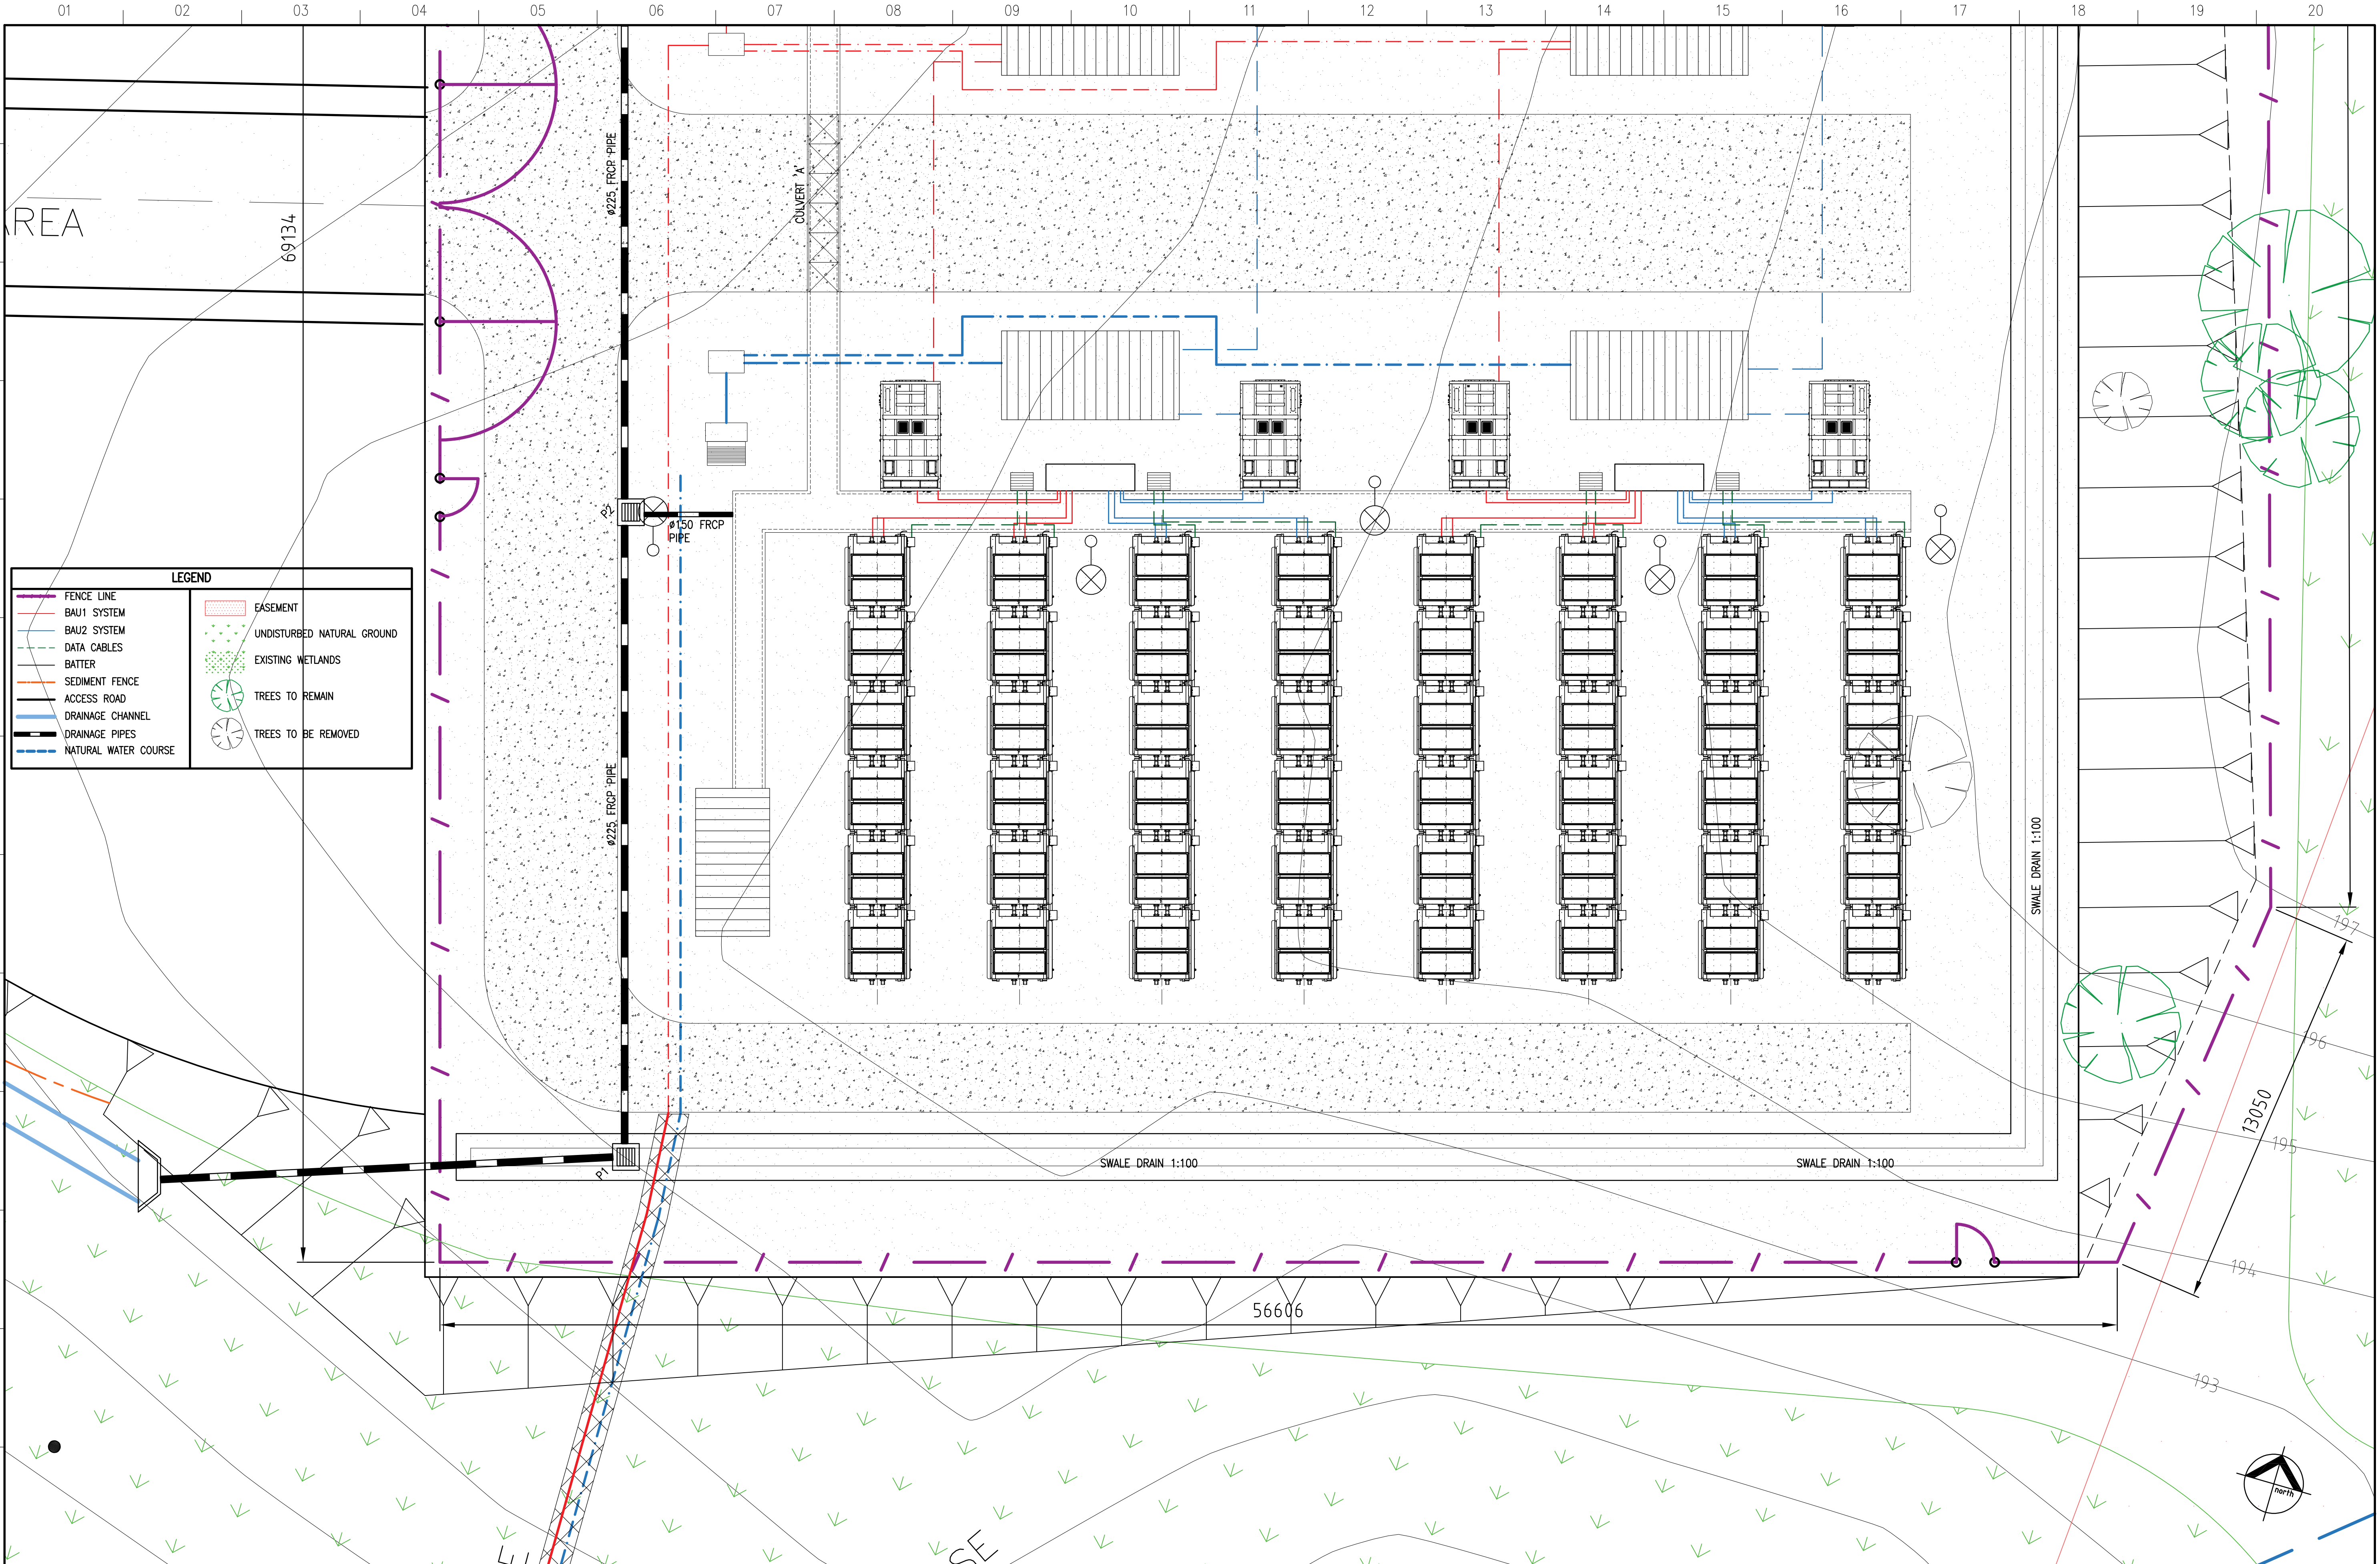 01 02 03 04 05 06 07 08 09 10 11 12 13 14 15 16 17 18 19 20
AREA
69134
Ø225 FRCP PIPE
CULVERT 'A'
P2
Ø150 FRCP
PIPE
LEGEND
FENCE LINE
BAU1 SYSTEM
BAU2 SYSTEM
DATA CABLES
BATTER
SEDIMENT FENCE
ACCESS ROAD
DRAINAGE CHANNEL
DRAINAGE PIPES
NATURAL WATER COURSE
EASEMENT
UNDISTURBED NATURAL GROUND
EXISTING WETLANDS
TREES TO REMAIN
TREES TO BE REMOVED
Ø225 FRCP PIPE
SWALE DRAIN 1:100
197
196
13050
195
P1
SWALE DRAIN 1:100
SWALE DRAIN 1:100
194
56606
193
north
E
SE